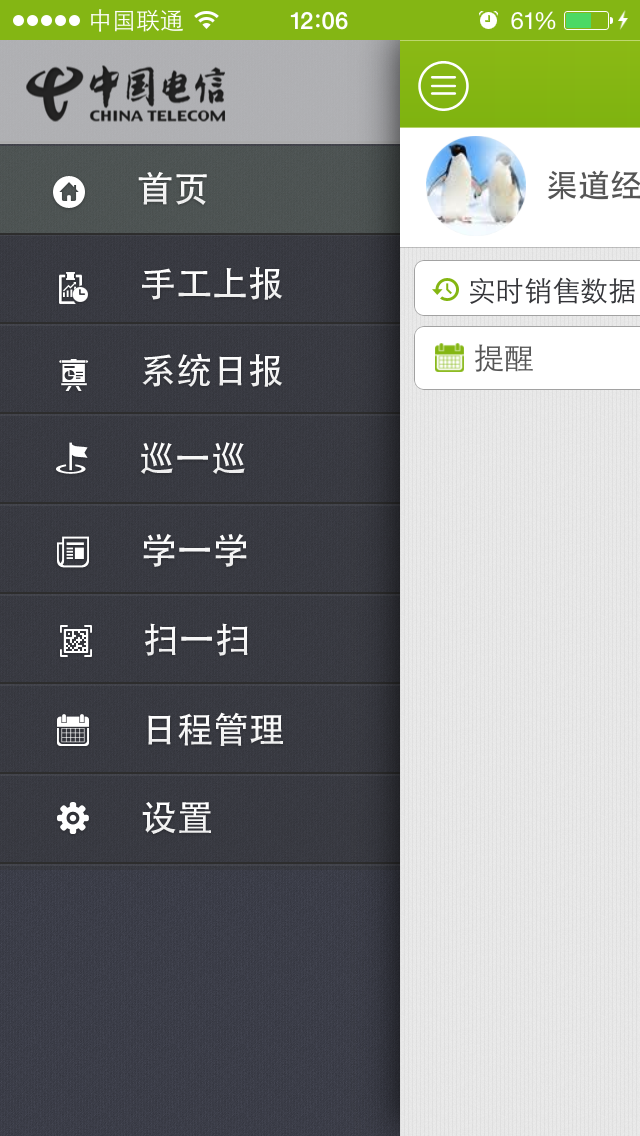 中国联通 12:06 61%
中国电信
CHINA TELECOM
首页
手工上报
系统日报
巡一巡
学一学
扫一扫
日程管理
设置
渠道经
实时销售数据
提醒